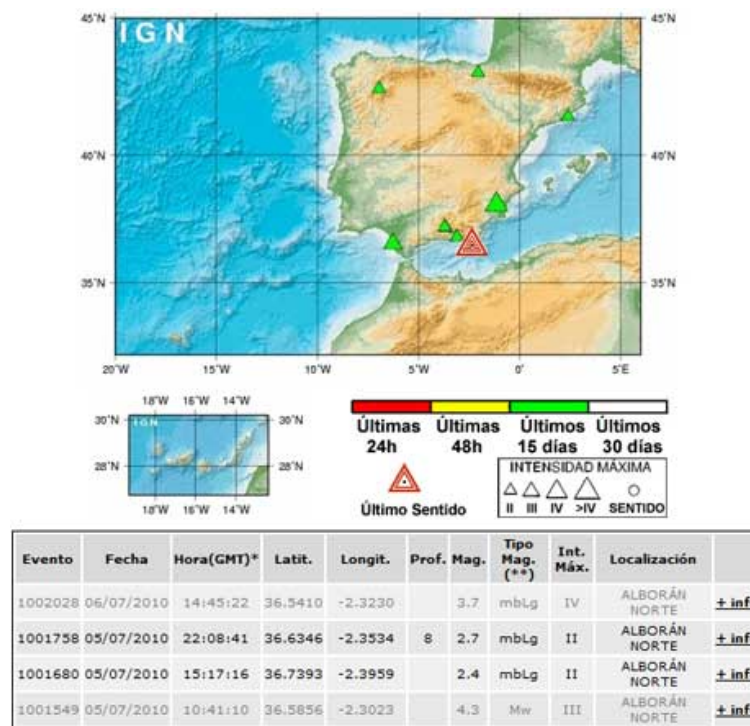 45°N
45°N
IGN
40°N
40°N
35°N
35°N
20°W 15°W 10°W 5°W 0° 5°E
18°W 16°W 14°W
30°N
30°N
IGN
28°N
28°N
18°W 16°W 14°W
Últimas 24h
Últimas 48h
Últimos 15 días
Últimos 30 días
Último Sentido
INTENSIDAD MÁXIMA
II III IV >IV SENTIDO
Evento Fecha Hora(GMT)* Latit. Longit. Prof. Mag. Tipo Mag. (**) Int. Máx. Localización
1002028 06/07/2010 14:45:22 36.5410 -2.3230 3.7 mbLg IV ALBORÁN NORTE + inf
1001758 05/07/2010 22:08:41 36.6346 -2.3534 8 2.7 mbLg II ALBORÁN NORTE + inf
1001680 05/07/2010 15:17:16 36.7393 -2.3959 2.4 mbLg II ALBORÁN NORTE + inf
1001549 05/07/2010 10:41:10 36.5856 -2.3023 4.3 Mw III ALBORÁN NORTE + inf